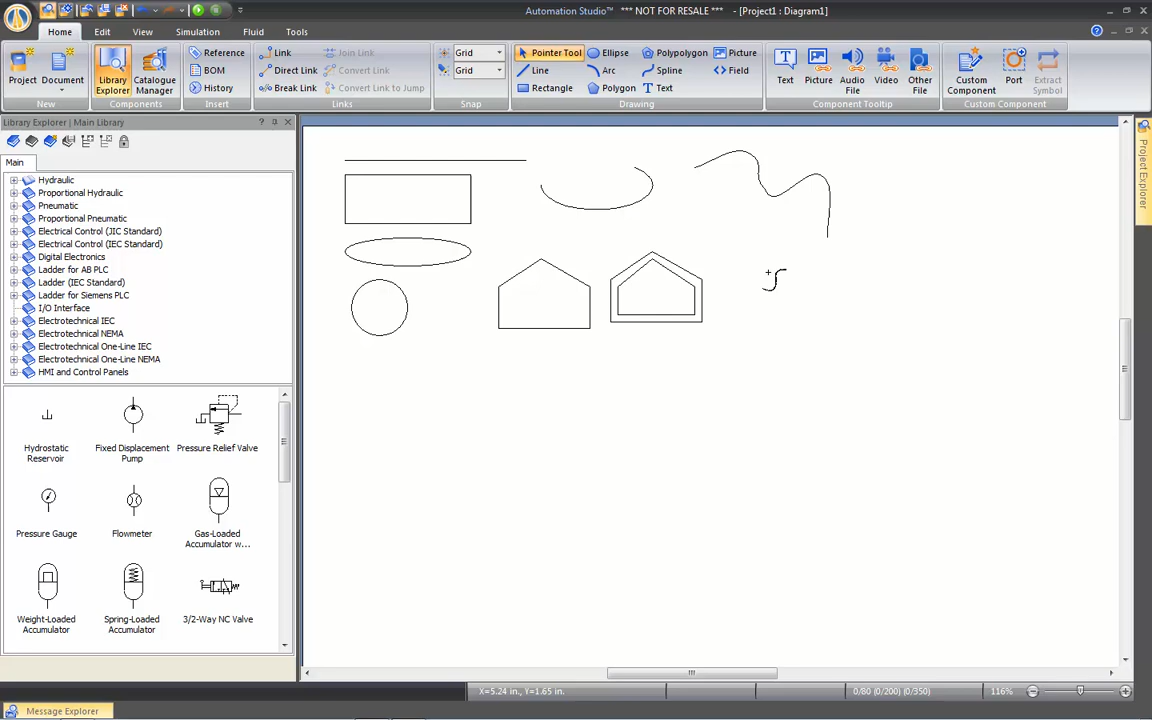 Automation Studio™ *** NOT FOR RESALE *** - [Project1 : Diagram1]
Home Edit View Simulation Fluid Tools
Project
Document
New
Library Explorer
Catalogue Manager
Components
Reference
BOM
History
Insert
Link
Direct Link
Break Link
Join Link
Convert Link
Convert Link to Jump
Links
Grid
Grid
Snap
Pointer Tool
Line
Rectangle
Ellipse
Arc
Polygon
Polypolygon
Spline
Text
Picture
Field
Drawing
Text
Picture
Audio File
Video
Other File
Component Tooltip
Custom Component
Port
Extract Symbol
Custom Component
Library Explorer | Main Library
Main
Hydraulic
Proportional Hydraulic
Pneumatic
Proportional Pneumatic
Electrical Control (JIC Standard)
Electrical Control (IEC Standard)
Digital Electronics
Ladder for AB PLC
Ladder (IEC Standard)
Ladder for Siemens PLC
I/O Interface
Electrotechnical IEC
Electrotechnical NEMA
Electrotechnical One-Line IEC
Electrotechnical One-Line NEMA
HMI and Control Panels
Hydrostatic Reservoir
Fixed Displacement Pump
Pressure Relief Valve
Pressure Gauge
Flowmeter
Gas-Loaded Accumulator w...
Weight-Loaded Accumulator
Spring-Loaded Accumulator
3/2-Way NC Valve
Project Explorer
X=5.24 in., Y=1.65 in.
0/80 (0/200) (0/350)
116%
Message Explorer